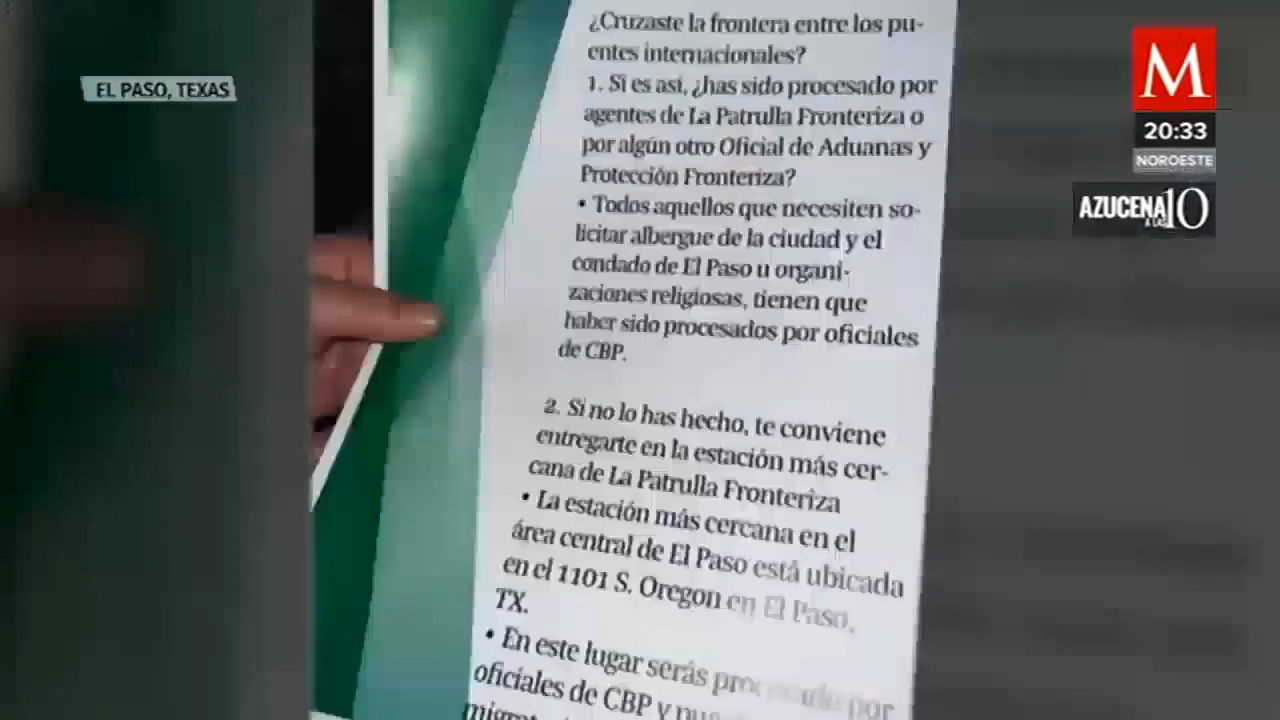 EL PASO, TEXAS
M
20:33
NOROESTE
AZUCENA 10
¿Cruzaste la frontera entre los pu-
entes internacionales?
1. Si es así, ¿has sido procesado por
agentes de La Patrulla Fronteriza o
por algún otro Oficial de Aduanas y
Protección Fronteriza?
• Todos aquellos que necesiten so-
licitar albergue de la ciudad y el
condado de El Paso u organi-
zaciones religiosas, tienen que
haber sido procesados por oficiales
de CBP.
2. Si no lo has hecho, te conviene
entregarte en la estación más cer-
cana de La Patrulla Fronteriza
• La estación más cercana en el
área central de El Paso está ubicada
en el 1101 S. Oregon en El Paso,
TX.
• En este lugar serás procesado por
oficiales de CBP y